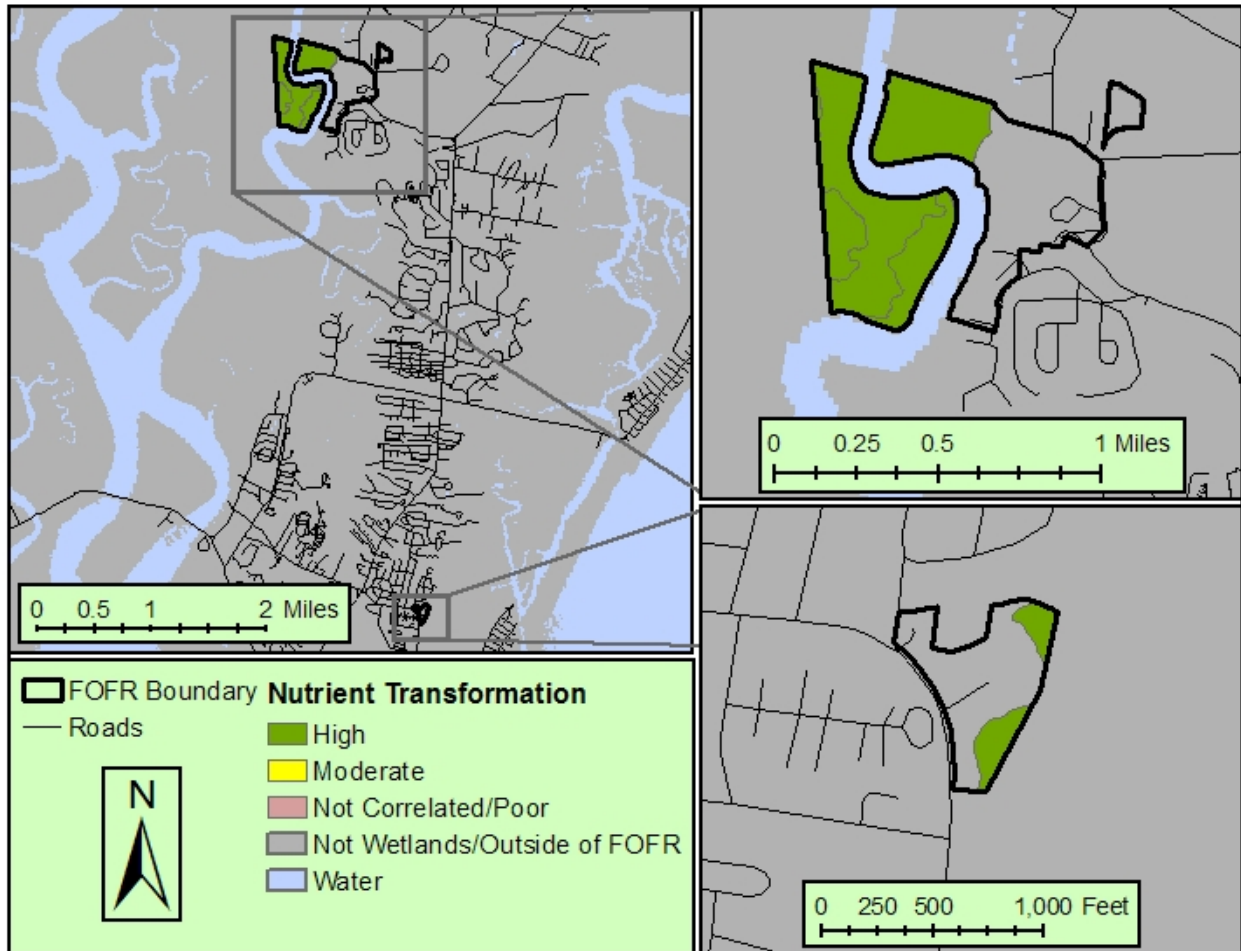 0 0.5 1 2 Miles
0 0.25 0.5 1 Miles
FOFR Boundary
Roads
N
Nutrient Transformation
High
Moderate
Not Correlated/Poor
Not Wetlands/Outside of FOFR
Water
0 250 500 1,000 Feet